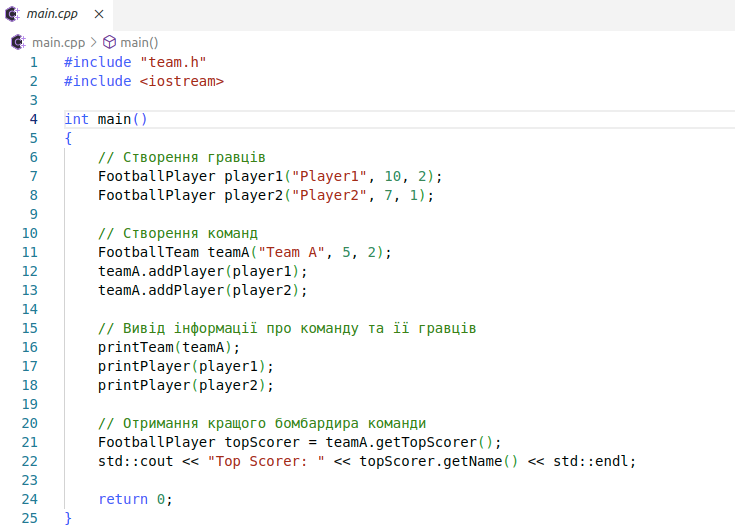 main.cpp ×
main.cpp > main()
1 #include "team.h"
2 #include <iostream>
3
4 int main()
5 {
6 // Створення гравців
7 FootballPlayer player1("Player1", 10, 2);
8 FootballPlayer player2("Player2", 7, 1);
9
10 // Створення команд
11 FootballTeam teamA("Team A", 5, 2);
12 teamA.addPlayer(player1);
13 teamA.addPlayer(player2);
14
15 // Вивід інформації про команду та її гравців
16 printTeam(teamA);
17 printPlayer(player1);
18 printPlayer(player2);
19
20 // Отримання кращого бомбардира команди
21 FootballPlayer topScorer = teamA.getTopScorer();
22 std::cout << "Top Scorer: " << topScorer.getName() << std::endl;
23
24 return 0;
25 }